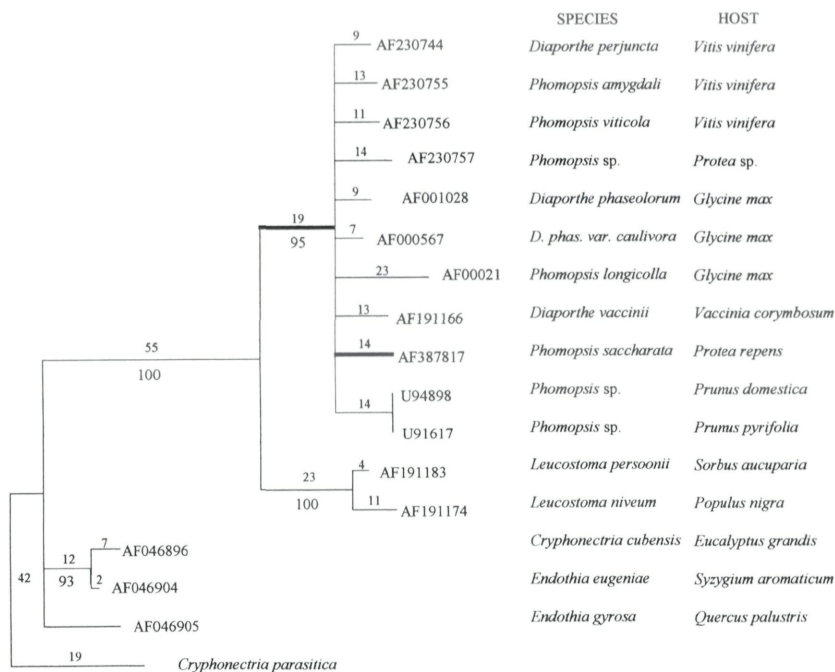 SPECIES HOST
9 AF230744 Diaporthe perjuncta Vitis vinifera
13 AF230755 Phomopsis amygdali Vitis vinifera
11 AF230756 Phomopsis viticola Vitis vinifera
14 AF230757 Phomopsis sp. Protea sp.
9 AF001028 Diaporthe phaseolorum Glycine max
19
95
7 AF000567 D. phas. var. caulivora Glycine max
23 AF00021 Phomopsis longicolla Glycine max
13 AF191166 Diaporthe vaccinii Vaccinia corymbosum
55
100
14 AF387817 Phomopsis saccharata Protea repens
U94898 Phomopsis sp. Prunus domestica
14
U91617 Phomopsis sp. Prunus pyrifolia
4 AF191183 Leucostoma persoonii Sorbus aucuparia
23
100
11 AF191174 Leucostoma niveum Populus nigra
7 AF046896 Cryphonectria cubensis Eucalyptus grandis
12
42 93
2 AF046904 Endothia eugeniae Syzygium aromaticum
AF046905 Endothia gyrosa Quercus palustris
19 Cryphonectria parasitica